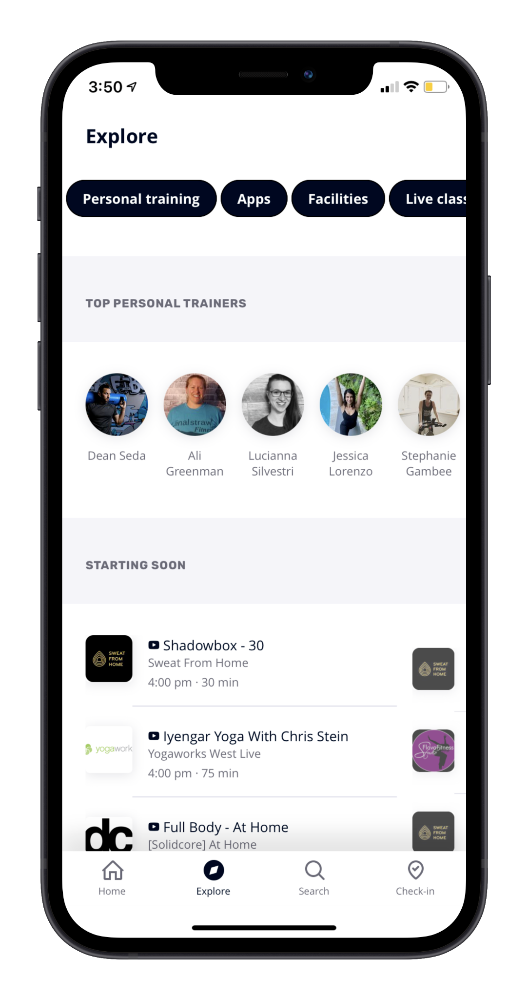 3:50
Explore
Personal training
Apps
Facilities
Live class
TOP PERSONAL TRAINERS
finalstraw
Fitne
Dean Seda
Ali
Greenman
Lucianna
Silvestri
Jessica
Lorenzo
Stephanie
Gambee
STARTING SOON
SWEAT
FROM
HOME
Shadowbox - 30
Sweat From Home
4:00 pm · 30 min
SWEAT
FROM
HOME
yogawork
Iyengar Yoga With Chris Stein
Yogaworks West Live
4:00 pm · 75 min
FlavaFitness
Studio
dc
Full Body - At Home
[Solidcore] At Home
SWEAT
FROM
HOME
Home
Explore
Search
Check-in